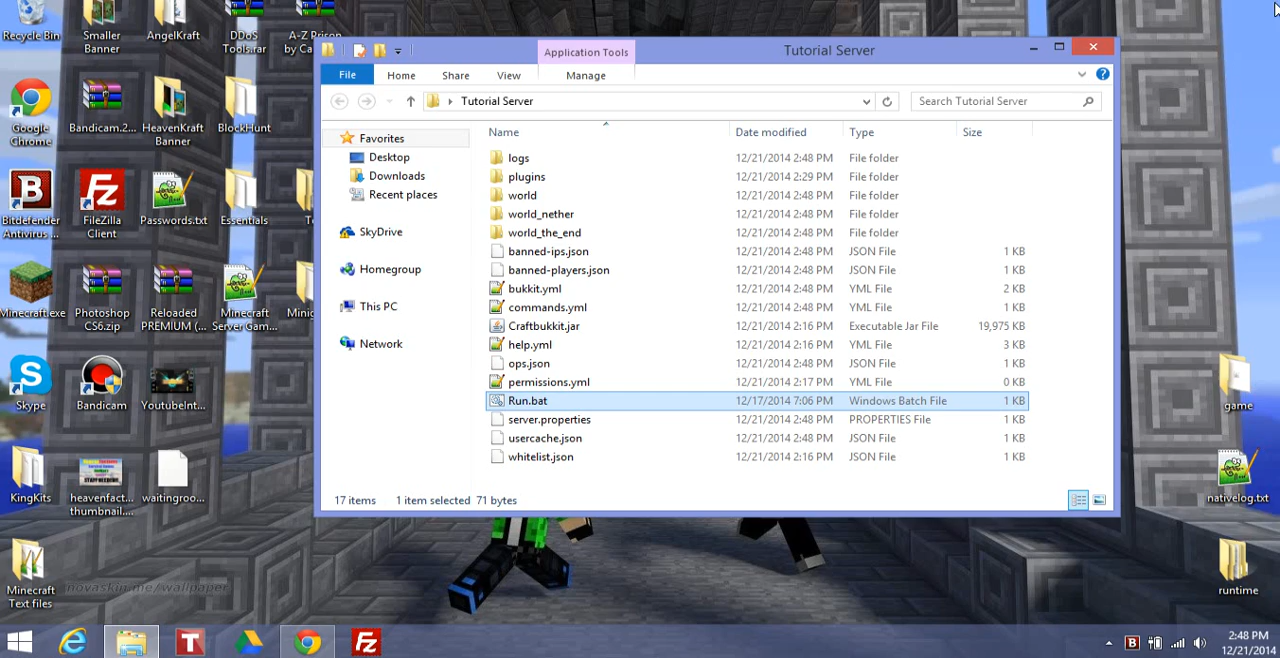 Recycle Bin
Smaller
Banner
AngelKraft
DDoS
Tools.rar
A-Z Prison
by Ca
Google
Chrome
Bandicam.2...
HeavenKraft
Banner
BlockHunt
Bitdefender
Antivirus ...
FileZilla
Client
Passwords.txt
Essentials
Minecraft.exe
Photoshop
CS6.zip
Reloaded
PREMIUM (...
Minecraft
Server Gam...
Skype
Bandicam
YoutubeInt...
KingKits
heavenfact...
thumbnail....
waitingroo...
Minecraft
Text files
novaskin.me/wallpaper
Application Tools
Tutorial Server
File
Home
Share
View
Manage
Tutorial Server
Search Tutorial Server
Favorites
Desktop
Downloads
Recent places
SkyDrive
Homegroup
This PC
Network
Name Date modified Type Size
logs 12/21/2014 2:48 PM File folder
plugins 12/21/2014 2:29 PM File folder
world 12/21/2014 2:48 PM File folder
world_nether 12/21/2014 2:48 PM File folder
world_the_end 12/21/2014 2:48 PM File folder
banned-ips.json 12/21/2014 2:48 PM JSON File 1 KB
banned-players.json 12/21/2014 2:48 PM JSON File 1 KB
bukkit.yml 12/21/2014 2:48 PM YML File 2 KB
commands.yml 12/21/2014 2:48 PM YML File 1 KB
Craftbukkit.jar 12/21/2014 2:16 PM Executable Jar File 19,975 KB
help.yml 12/21/2014 2:16 PM YML File 3 KB
ops.json 12/21/2014 2:48 PM JSON File 1 KB
permissions.yml 12/21/2014 2:17 PM YML File 0 KB
Run.bat 12/17/2014 7:06 PM Windows Batch File 1 KB
server.properties 12/21/2014 2:48 PM PROPERTIES File 1 KB
usercache.json 12/21/2014 2:48 PM JSON File 1 KB
whitelist.json 12/21/2014 2:16 PM JSON File 1 KB
17 items 1 item selected 71 bytes
game
nativelog.txt
runtime
2:48 PM
12/21/2014